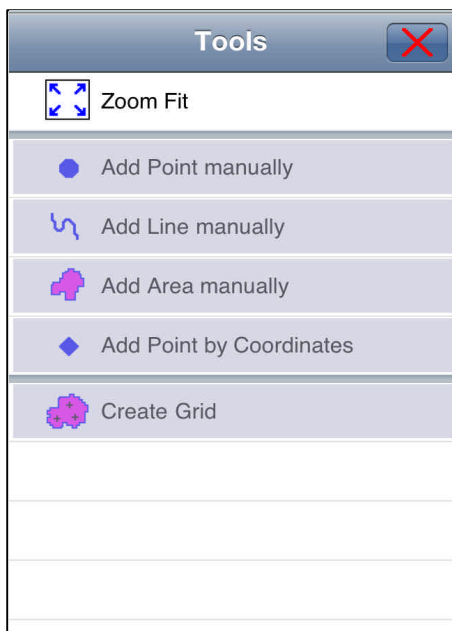 Tools
Zoom Fit
Add Point manually
Add Line manually
Add Area manually
Add Point by Coordinates
Create Grid